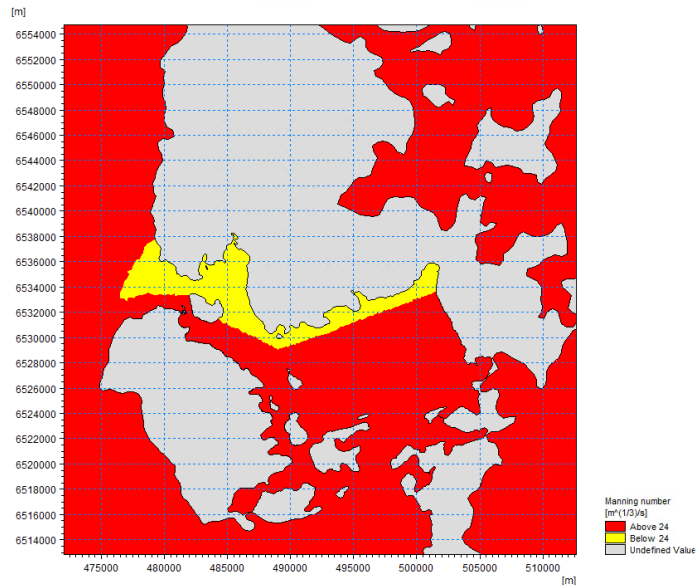 [m]
6554000
6552000
6550000
6548000
6546000
6544000
6542000
6540000
6538000
6536000
6534000
6532000
6530000
6528000
6526000
6524000
6522000
6520000
6518000
6516000
6514000
475000 480000 485000 490000 495000 500000 505000 510000
[m]
Manning number
[m^(1/3)/s]
Above 24
Below 24
Undefined Value